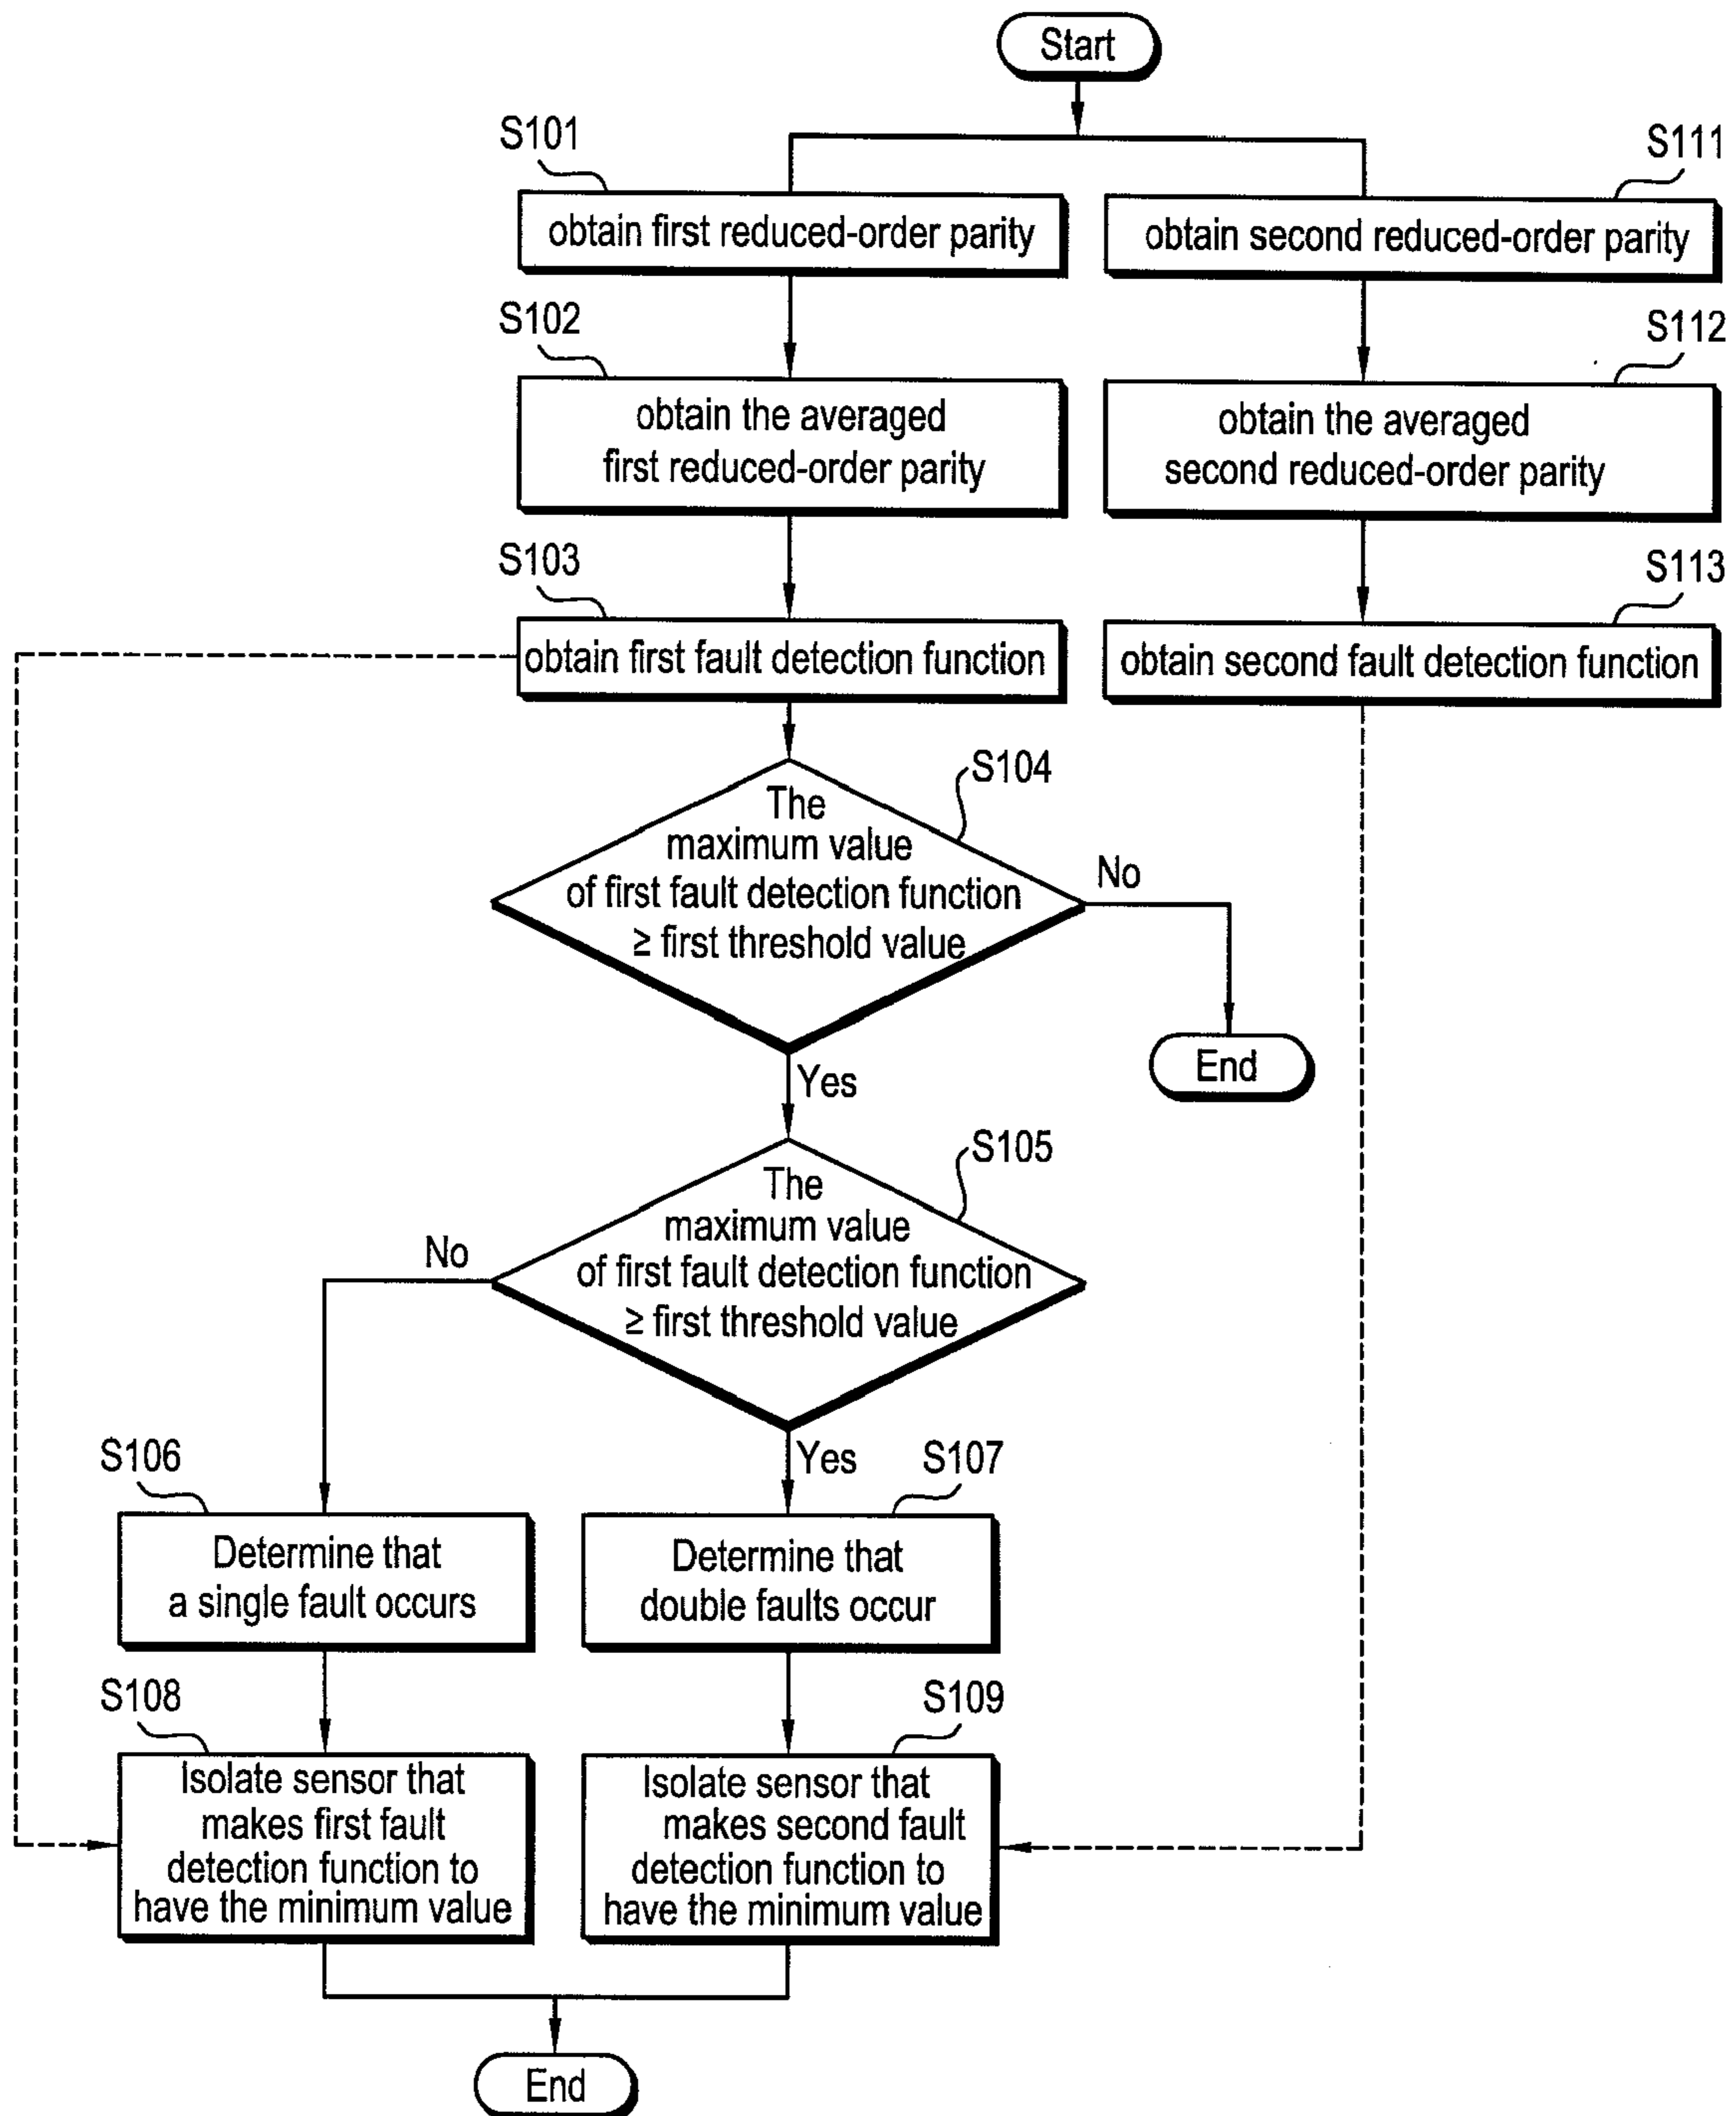 Start
S101
obtain first reduced-order parity
S111
obtain second reduced-order parity
S102
obtain the averaged
first reduced-order parity
S112
obtain the averaged
second reduced-order parity
S103
obtain first fault detection function
S113
obtain second fault detection function
S104
The
maximum value
of first fault detection function
≥ first threshold value
No
End
Yes
S105
The
maximum value
of first fault detection function
≥ first threshold value
No
Yes
S106
Determine that
a single fault occurs
S107
Determine that
double faults occur
S108
Isolate sensor that
makes first fault
detection function to
have the minimum value
S109
Isolate sensor that
makes second fault
detection function to
have the minimum value
End